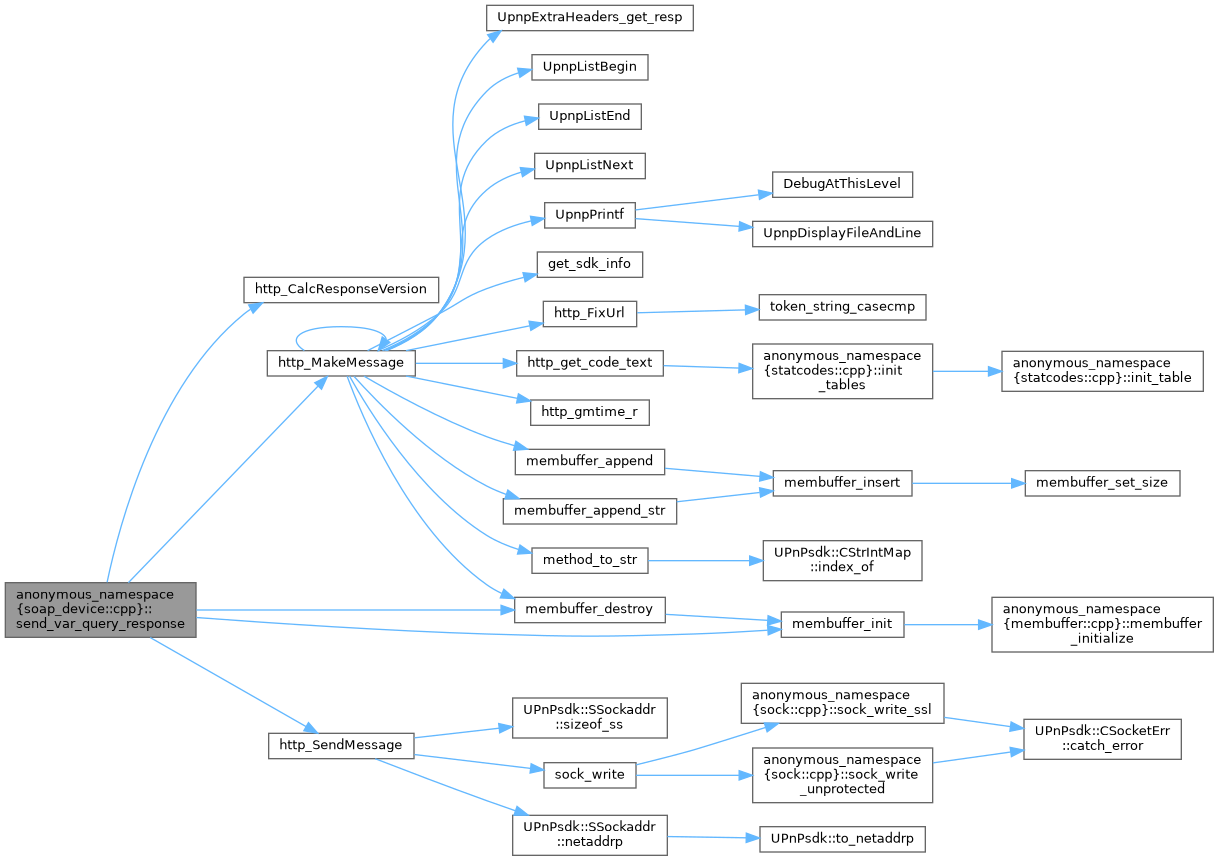 UpnpExtraHeaders_get_resp
UpnpListBegin
UpnpListEnd
UpnpListNext
DebugAtThisLevel
UpnpPrintf
UpnpDisplayFileAndLine
get_sdk_info
http_CalcResponseVersion
token_string_casecmp
http_FixUrl
http_MakeMessage
http_get_code_text
anonymous_namespace
{statcodes::cpp}::init
_tables
anonymous_namespace
{statcodes::cpp}::init_table
http_gmtime_r
membuffer_append
membuffer_insert
membuffer_set_size
membuffer_append_str
method_to_str
UPnPsdk::CStrIntMap
::index_of
anonymous_namespace
{soap_device::cpp}::
send_var_query_response
membuffer_destroy
membuffer_init
anonymous_namespace
{membuffer::cpp}::membuffer
_initialize
UPnPsdk::SSockaddr
::sizeof_ss
anonymous_namespace
{sock::cpp}::sock_write_ssl
http_SendMessage
UPnPsdk::CSocketErr
::catch_error
sock_write
anonymous_namespace
{sock::cpp}::sock_write
_unprotected
UPnPsdk::SSockaddr
::netaddrp
UPnPsdk::to_netaddrp